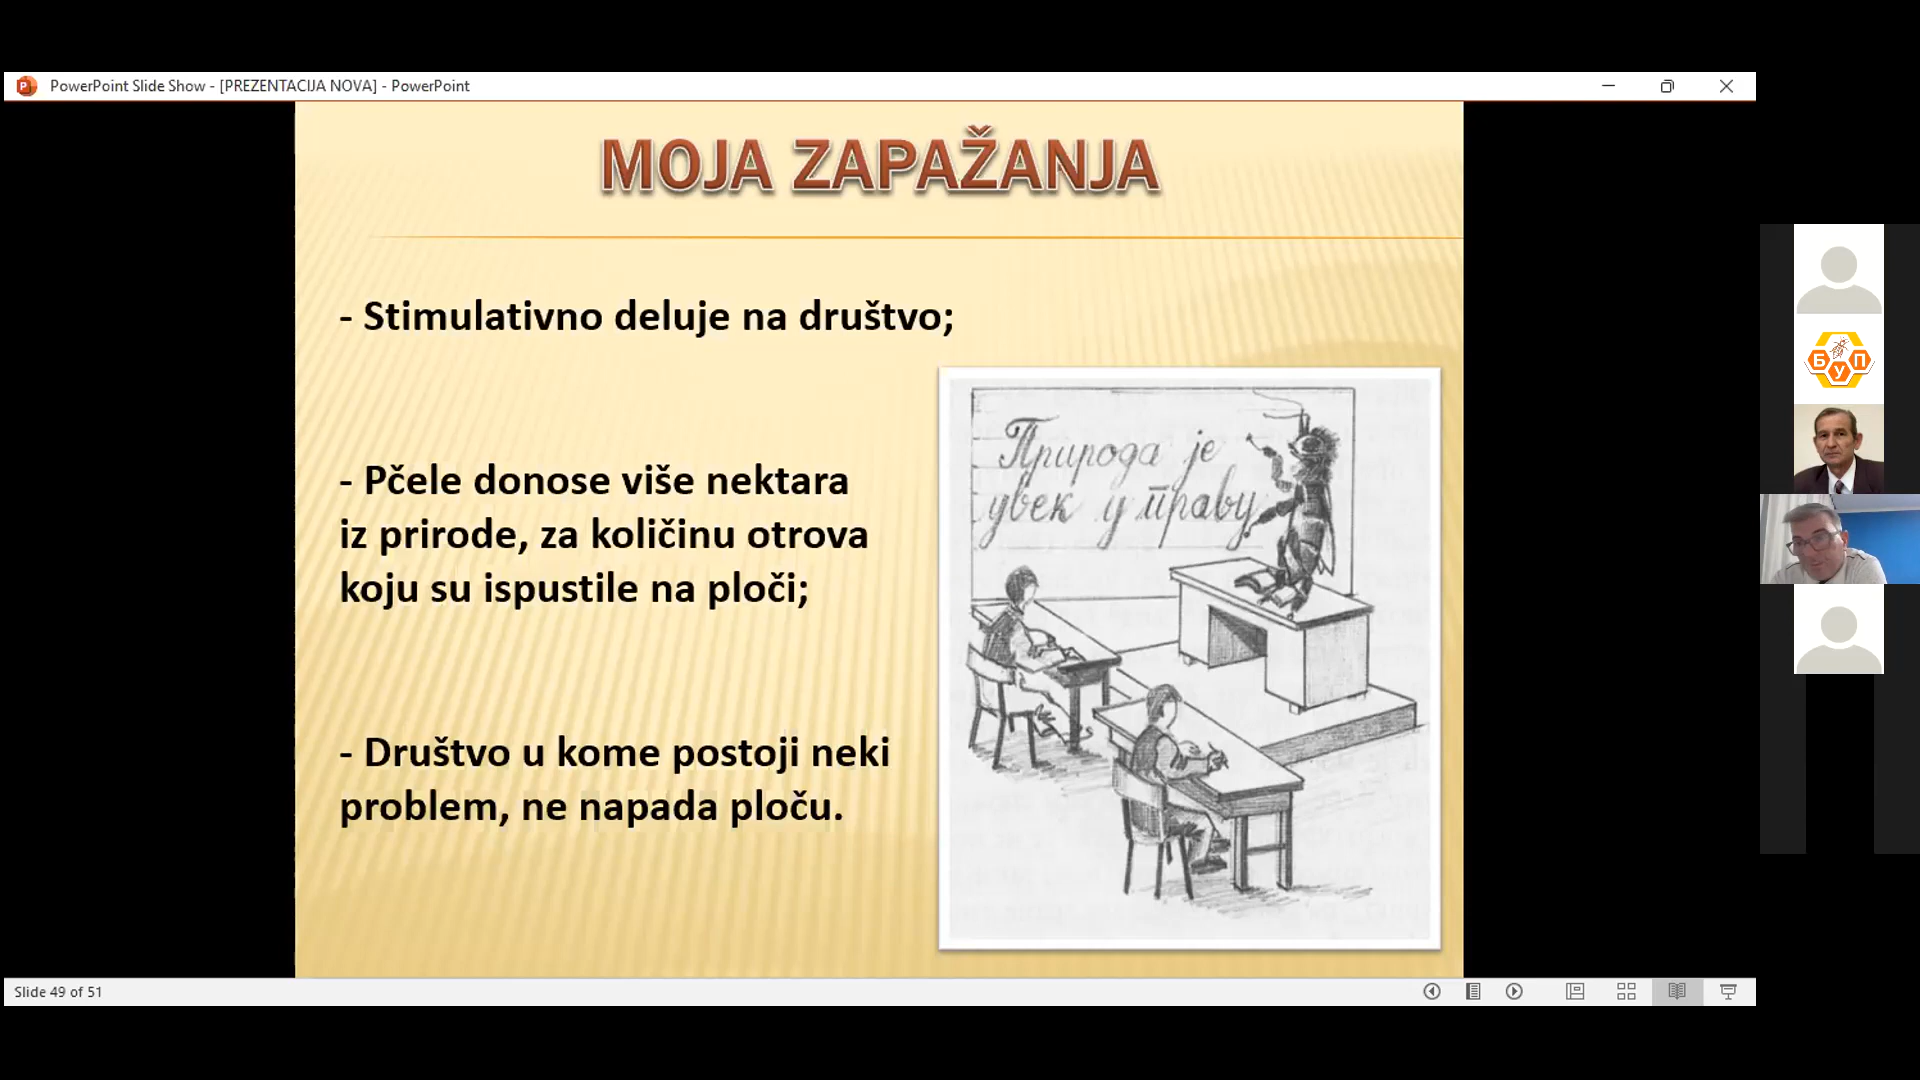 PowerPoint Slide Show - [PREZENTACIJA NOVA] - PowerPoint
MOJA ZAPAŽANJA
- Stimulativno deluje na društvo;
- Pčele donose više nektara
iz prirode, za količinu otrova
koju su ispustile na ploči;
- Društvo u kome postoji neki
problem, ne napada ploču.
Природа је
увек у праву
Slide 49 of 51
Б У П